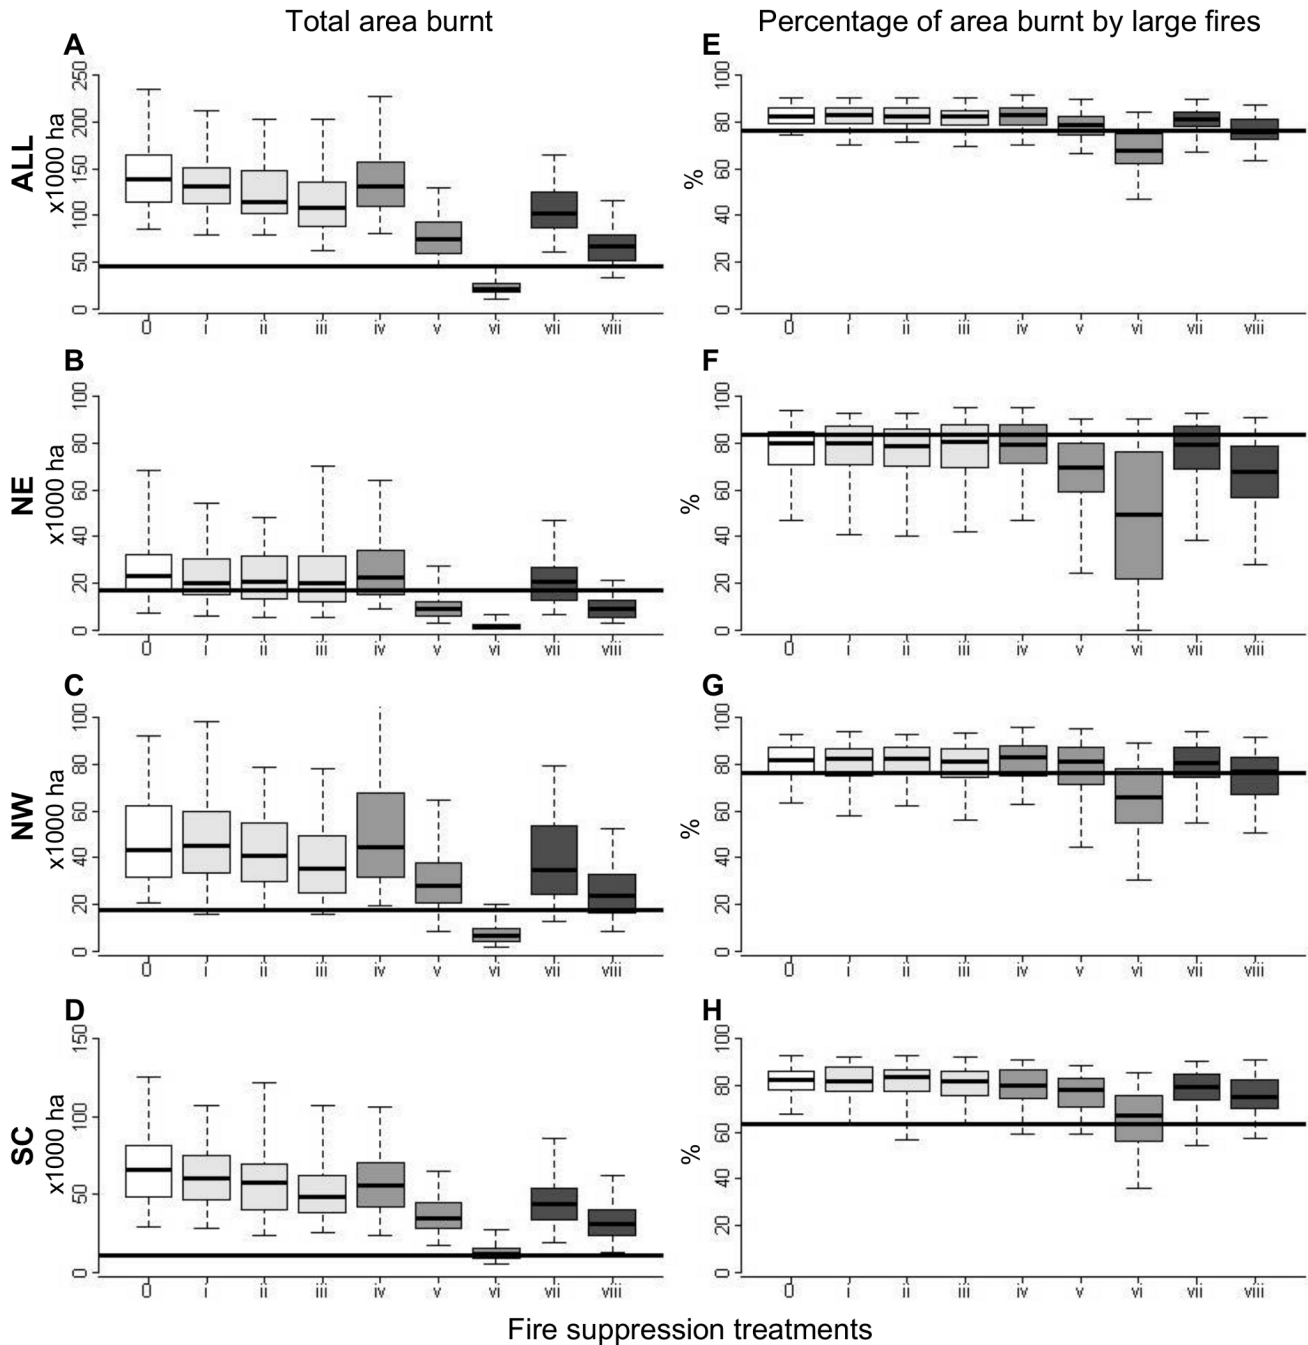 Total area burnt
Percentage of area burnt by large fires
A
ALL
x1000 ha
250
200
150
100
50
0
0 i ii iii iv v vi vii viii
E
%
100
80
60
40
20
0
0 i ii iii iv v vi vii viii
B
NE
x1000 ha
100
80
60
40
20
0
0 i ii iii iv v vi vii viii
F
%
100
80
60
40
20
0
0 i ii iii iv v vi vii viii
C
NW
x1000 ha
100
80
60
40
20
0
0 i ii iii iv v vi vii viii
G
%
100
80
60
40
20
0
0 i ii iii iv v vi vii viii
D
SC
x1000 ha
150
100
50
0
0 i ii iii iv v vi vii viii
H
%
100
80
60
40
20
0
0 i ii iii iv v vi vii viii
Fire suppression treatments